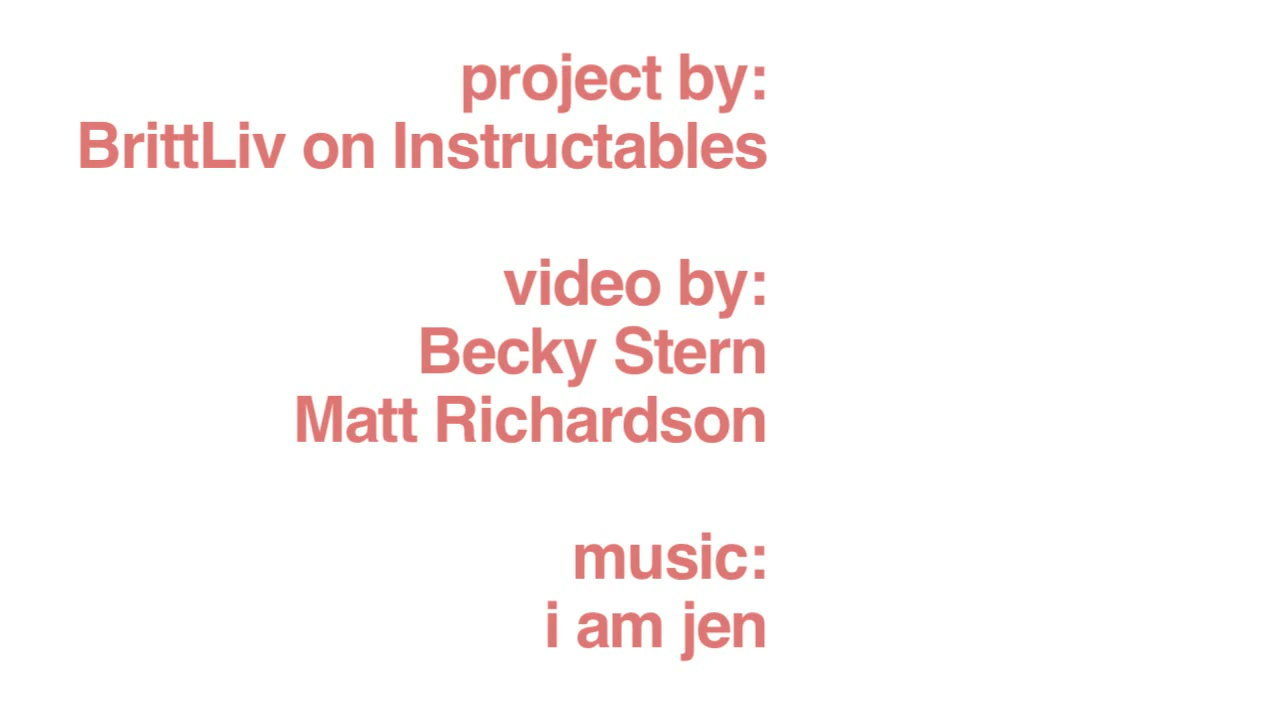 project by:
BrittLiv on Instructables
video by:
Becky Stern
Matt Richardson
music:
i am jen